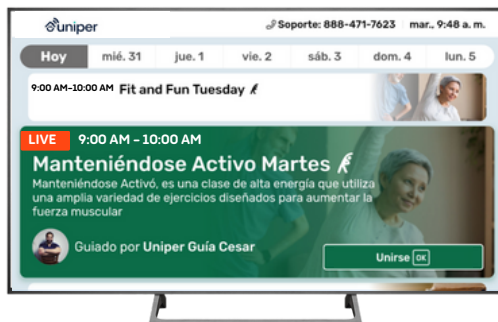 uniper
Soporte: 888-471-7623 mar., 9:48 a. m.
Hoy mié. 31 jue. 1 vie. 2 sáb. 3 dom. 4 lun. 5
9:00 AM-10:00 AM Fit and Fun Tuesday
LIVE 9:00 AM - 10:00 AM
Manteniéndose Activo Martes
Manteniéndose Activó, es una clase de alta energía que utiliza
una amplia variedad de ejercicios diseñados para aumentar la
fuerza muscular
Guiado por Uniper Guía Cesar
Unirse OK